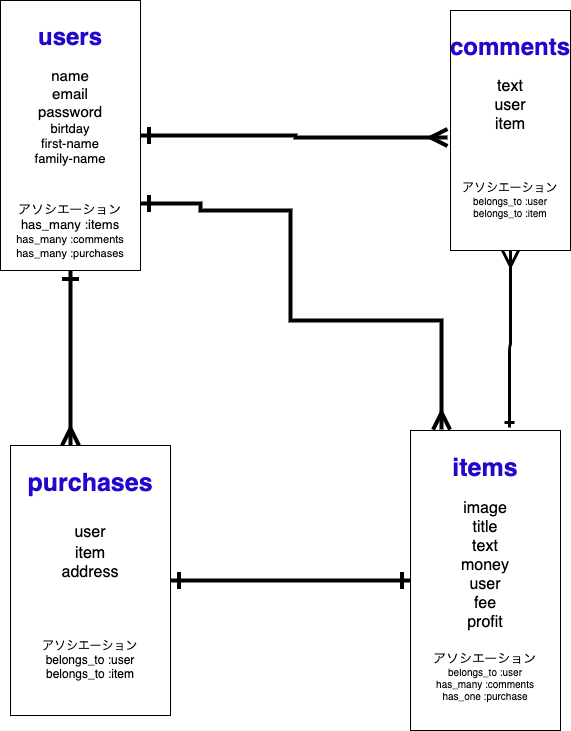 users
name
email
password
birtday
first-name
family-name
アソシエーション
has_many :items
has_many :comments
has_many :purchases
comments
text
user
item
アソシエーション
belongs_to :user
belongs_to :item
purchases
user
item
address
アソシエーション
belongs_to :user
belongs_to :item
items
image
title
text
money
user
fee
profit
アソシエーション
belongs_to :user
has_many :comments
has_one :purchase